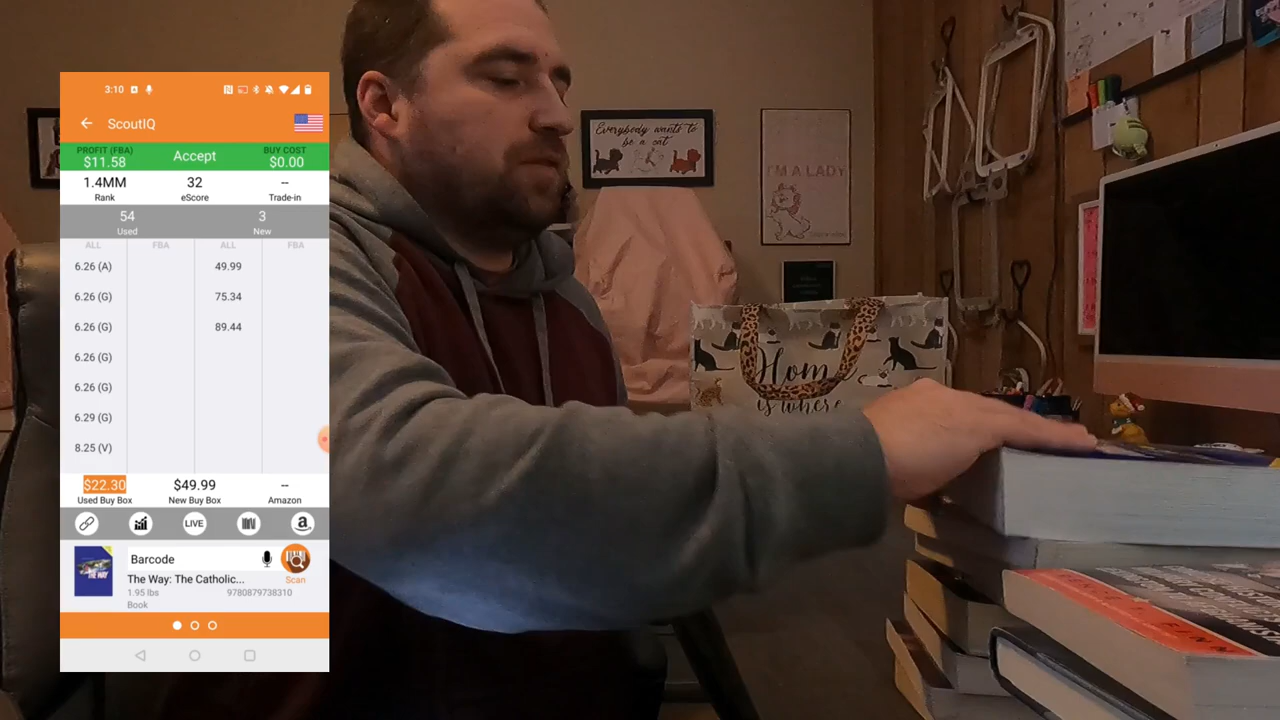 3:10
ScoutIQ
PROFIT (FBA)
$11.58
Accept
BUY COST
$0.00
1.4MM
Rank
32
eScore
--
Trade-in
54
Used
3
New
ALL FBA ALL FBA
6.26 (A) 49.99
6.26 (G) 75.34
6.26 (G) 89.44
6.26 (G)
6.26 (G)
6.29 (G)
8.25 (V)
$22.30
Used Buy Box
$49.99
New Buy Box
--
Amazon
LIVE
a
Barcode
Scan
THE WAY
The Way: The Catholic...
1.95 lbs 9780879738310
Book
Everybody wants to
be a cat
I'M A LADY
Home
is where